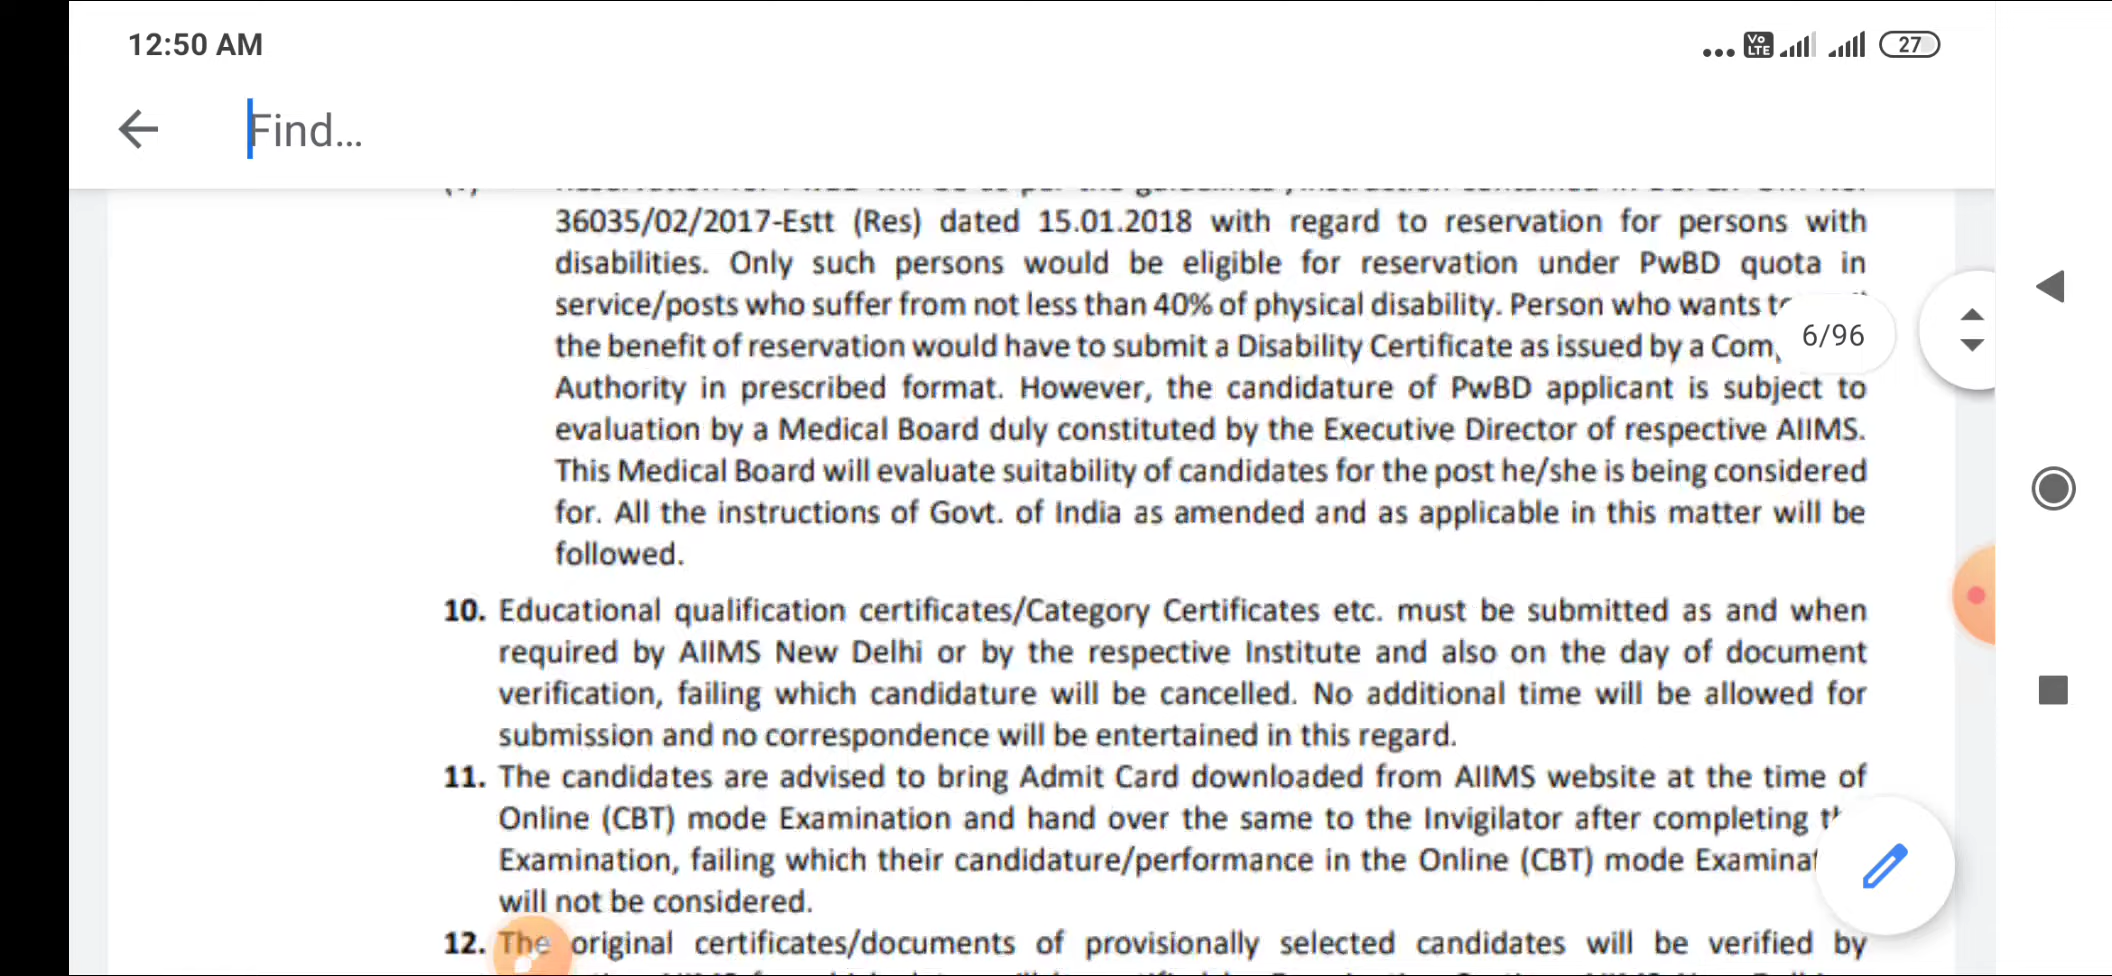 12:50 AM
Vo LTE
27
Find...
36035/02/2017-Estt (Res) dated 15.01.2018 with regard to reservation for persons with
disabilities. Only such persons would be eligible for reservation under PwBD quota in
service/posts who suffer from not less than 40% of physical disability. Person who wants
6/96
the benefit of reservation would have to submit a Disability Certificate as issued by a
Authority in prescribed format. However, the candidature of PwBD applicant is subject to
evaluation by a Medical Board duly constituted by the Executive Director of respective AIIMS.
This Medical Board will evaluate suitability of candidates for the post he/she is being considered
for. All the instructions of Govt. of India as amended and as applicable in this matter will be
followed.
10. Educational qualification certificates/Category Certificates etc. must be submitted as and when
required by AIIMS New Delhi or by the respective Institute and also on the day of document
verification, failing which candidature will be cancelled. No additional time will be allowed for
submission and no correspondence will be entertained in this regard.
11. The candidates are advised to bring Admit Card downloaded from AIIMS website at the time of
Online (CBT) mode Examination and hand over the same to the Invigilator after completing
Examination, failing which their candidature/performance in the Online (CBT) mode
will not be considered.
12. The original certificates/documents of provisionally selected candidates will be verified by